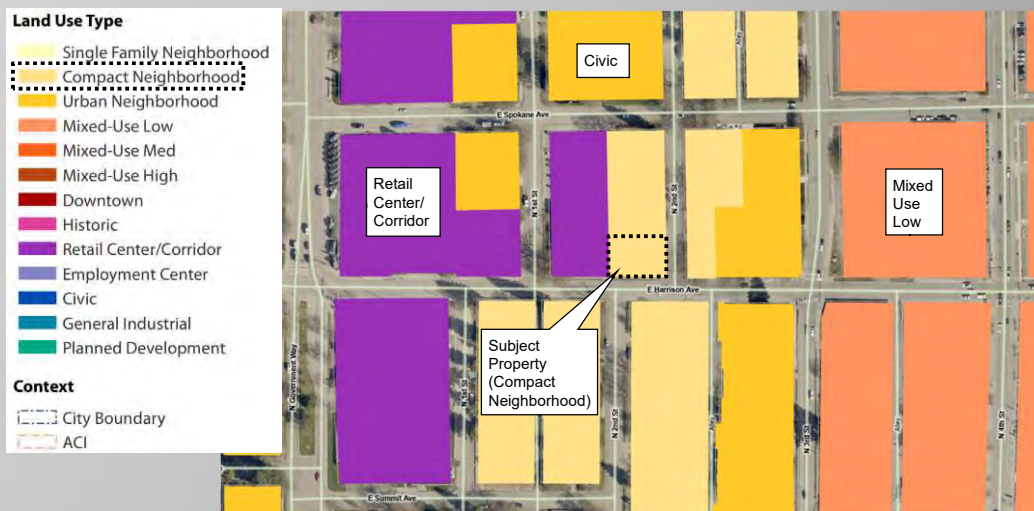 Land Use Type
Single Family Neighborhood
Compact Neighborhood
Urban Neighborhood
Mixed-Use Low
Mixed-Use Med
Mixed-Use High
Downtown
Historic
Retail Center/Corridor
Employment Center
Civic
General Industrial
Planned Development
Context
City Boundary
ACI
Civic
Alley
E Spokane Ave
Retail
Center/
Corridor
N 1st St
N 2nd St
Mixed
Use
Low
E Harrison Ave
Subject
Property
(Compact
Neighborhood)
N Government Way
N 1st St
N 2nd St
Alley
N 3rd St
Alley
N 4th St
E Summit Ave